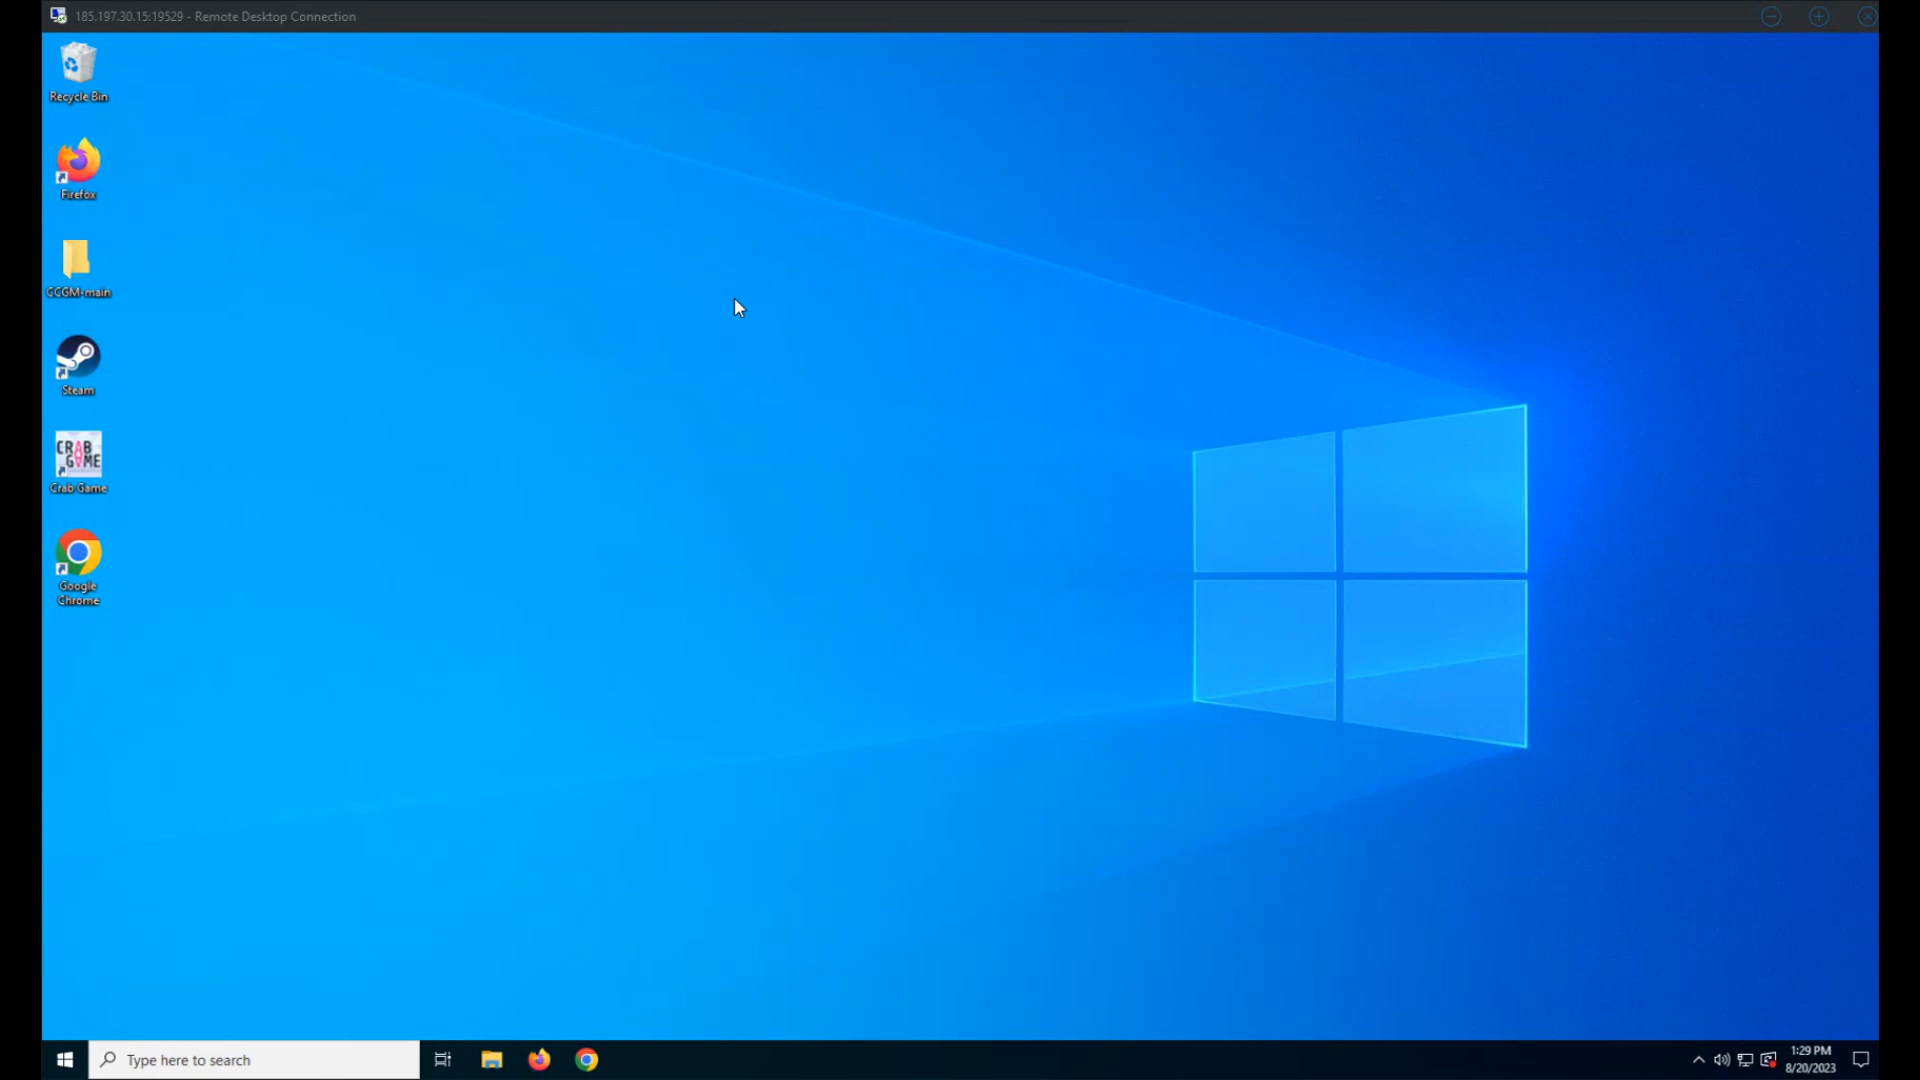 185.197.30.15:19529 - Remote Desktop Connection
Recycle Bin
Firefox
CCGM-main
Steam
CRAB
GAME
Crab Game
Google
Chrome
Type here to search
1:29 PM
8/20/2023